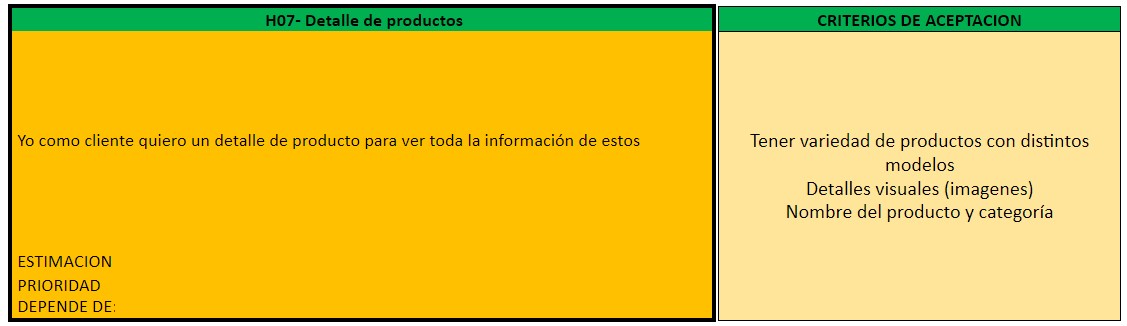 H07- Detalle de productos
Yo como cliente quiero un detalle de producto para ver toda la información de estos
ESTIMACION
PRIORIDAD
DEPENDE DE:
CRITERIOS DE ACEPTACION
Tener variedad de productos con distintos
modelos
Detalles visuales (imagenes)
Nombre del producto y categoría